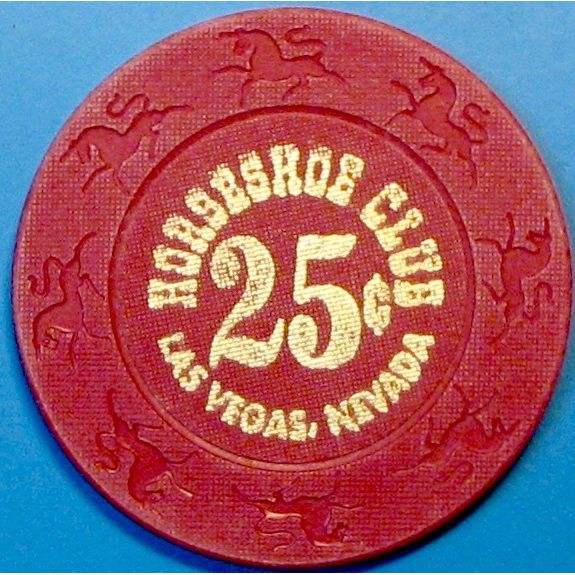 HORSESHOE CLUB
25¢
LAS VEGAS, NEVADA